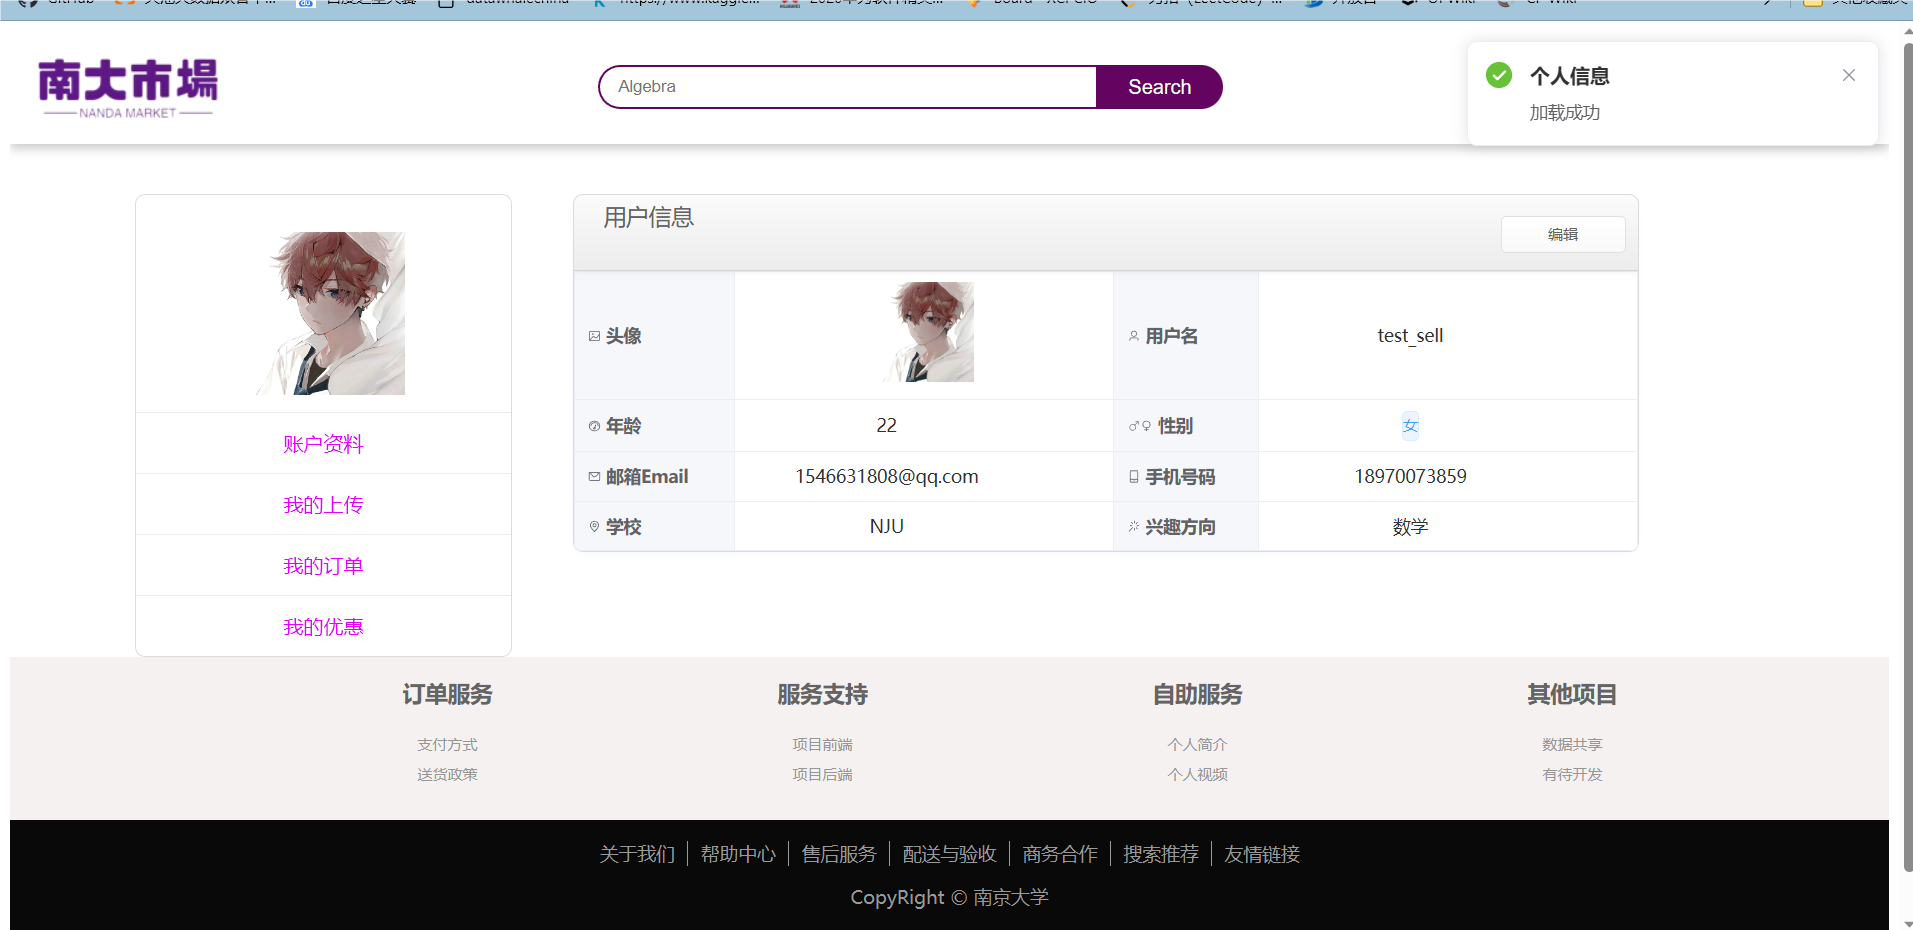 南大市場
NANDA MARKET
Algebra
Search
个人信息
加载成功
账户资料
我的上传
我的订单
我的优惠
用户信息
编辑
头像
用户名 test_sell
年龄 22 性别 女
邮箱Email 1546631808@qq.com 手机号码 18970073859
学校 NJU 兴趣方向 数学
订单服务 服务支持 自助服务 其他项目
支付方式 项目前端 个人简介 数据共享
送货政策 项目后端 个人视频 有待开发
关于我们 帮助中心 售后服务 配送与验收 商务合作 搜索推荐 友情链接
CopyRight © 南京大学